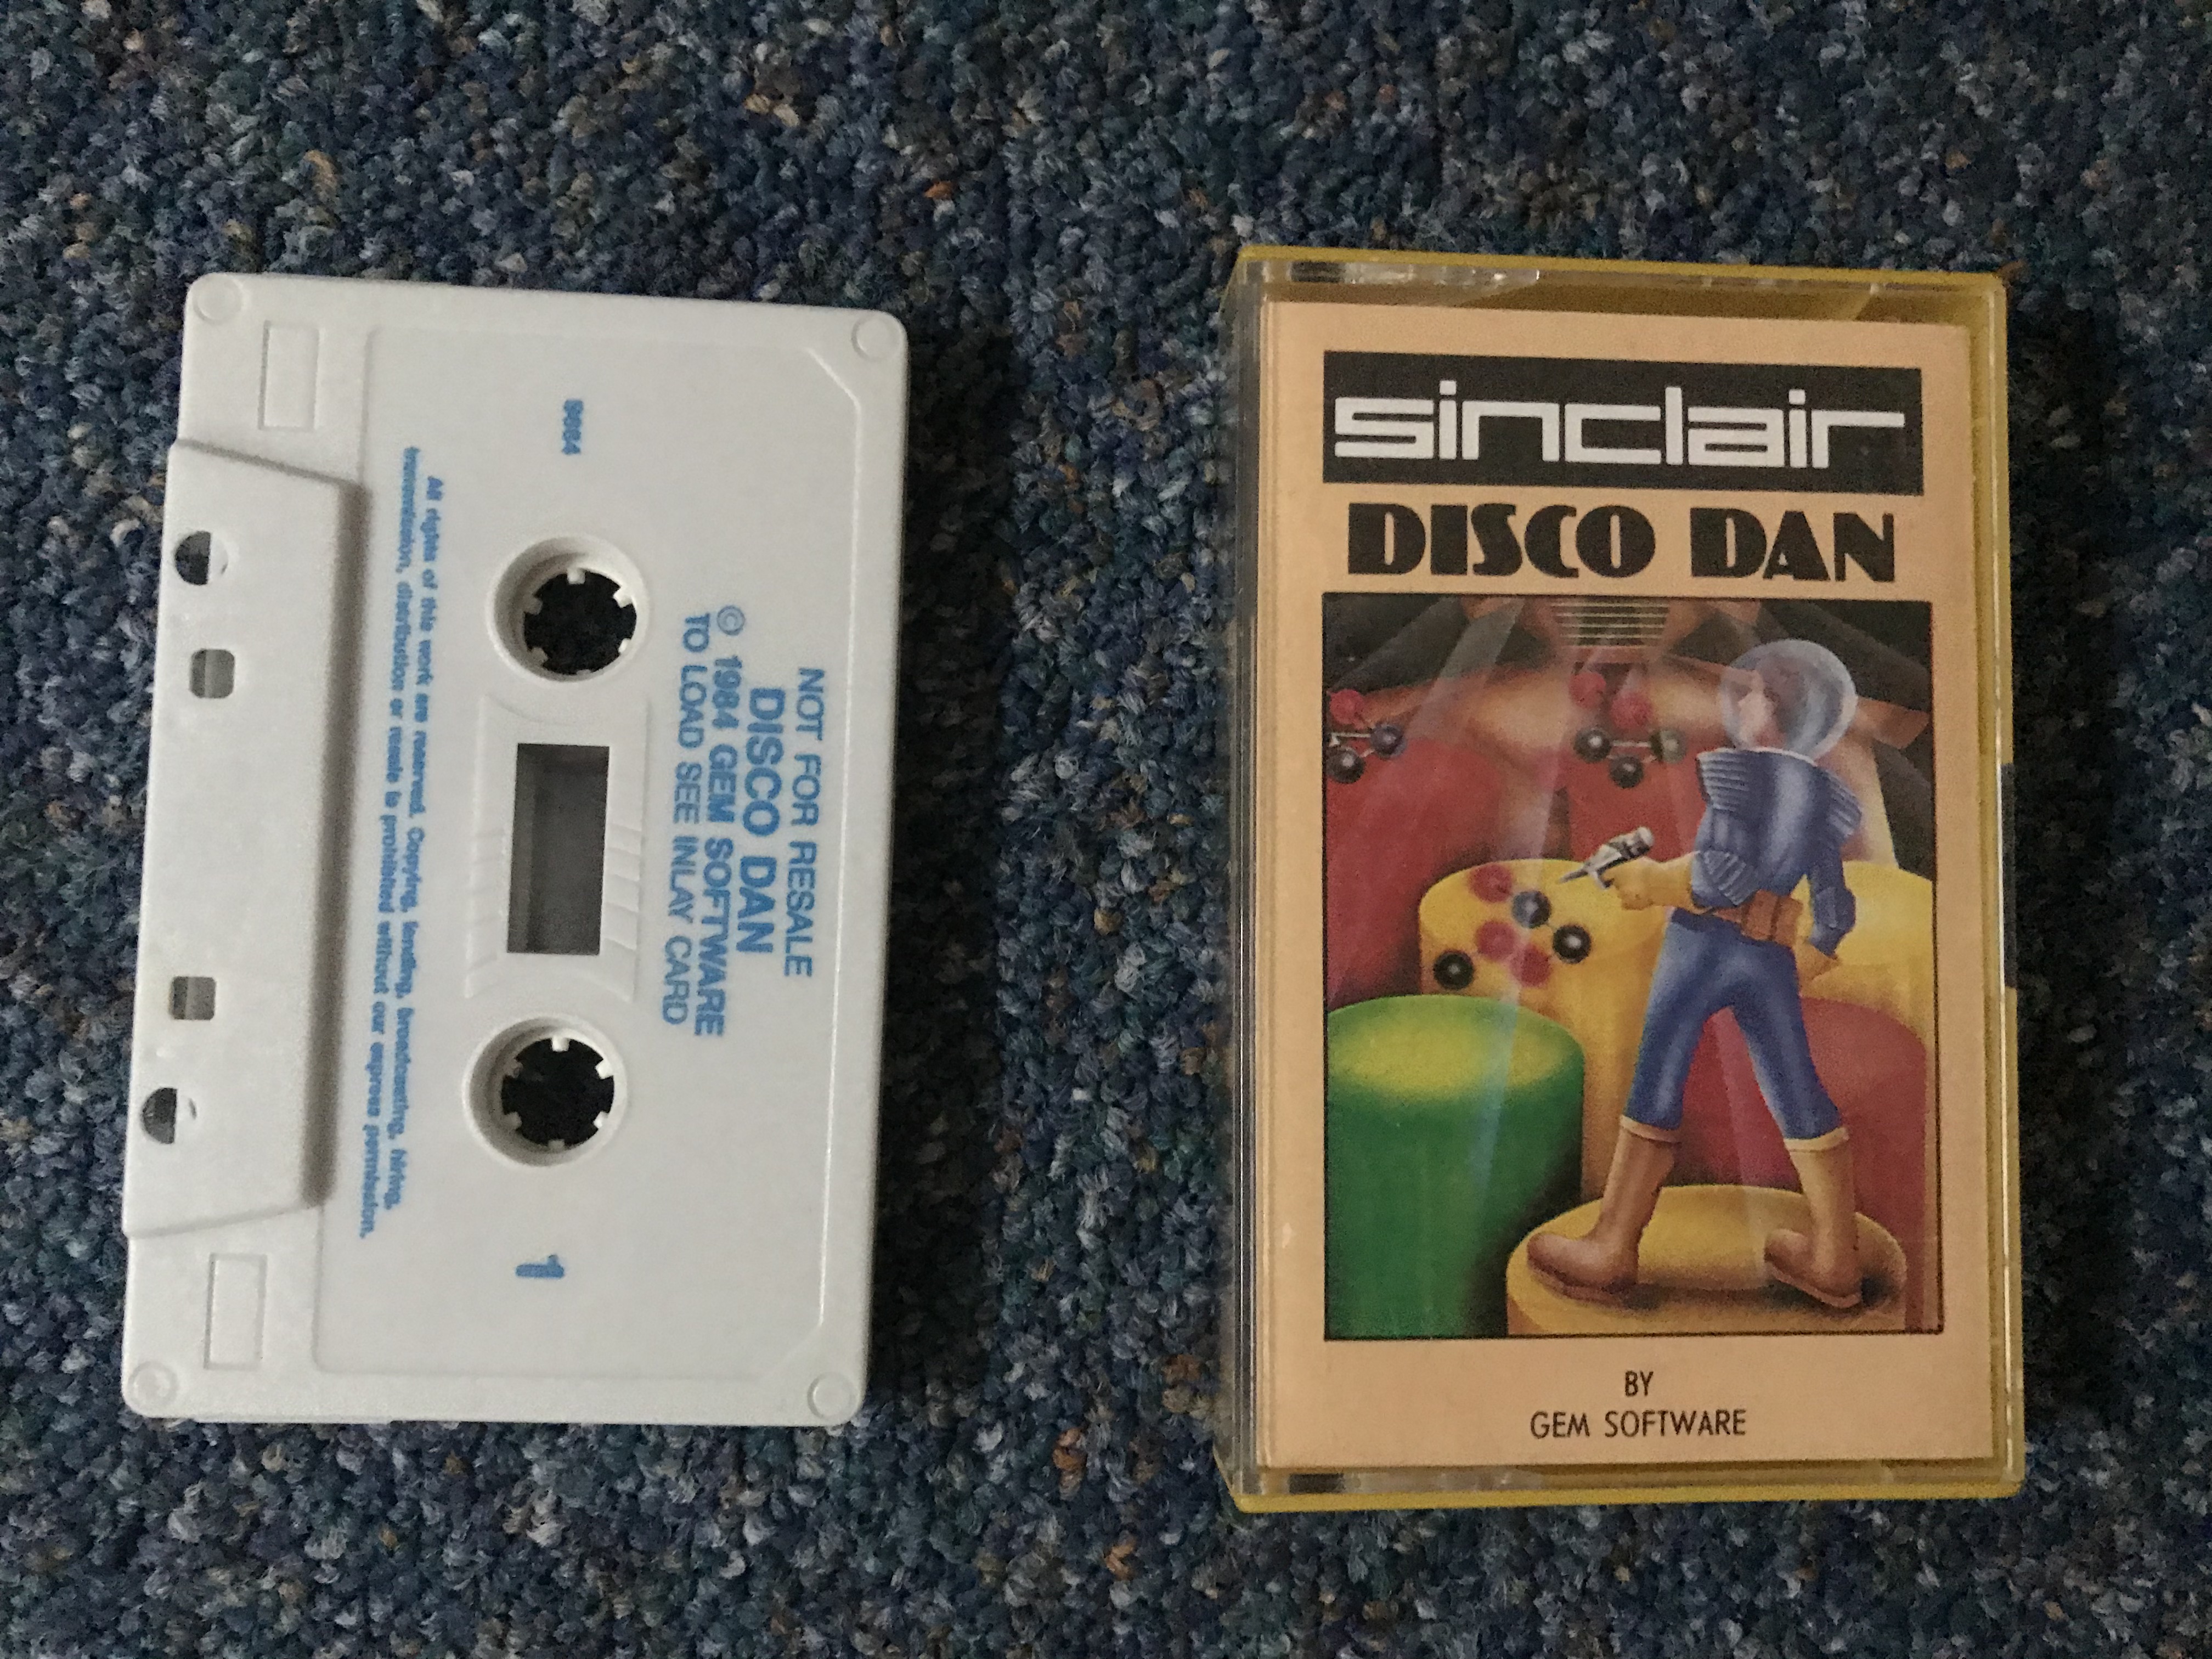 NOT FOR RESALE
DISCO DAN
© 1984 GEM SOFTWARE
TO LOAD SEE INLAY CARD
S664
1
All rights of this work are reserved. Copying, lending, broadcasting, hiring,
transmission, distribution or resale is prohibited without our express permission.
sinclair
DISCO DAN
BY
GEM SOFTWARE